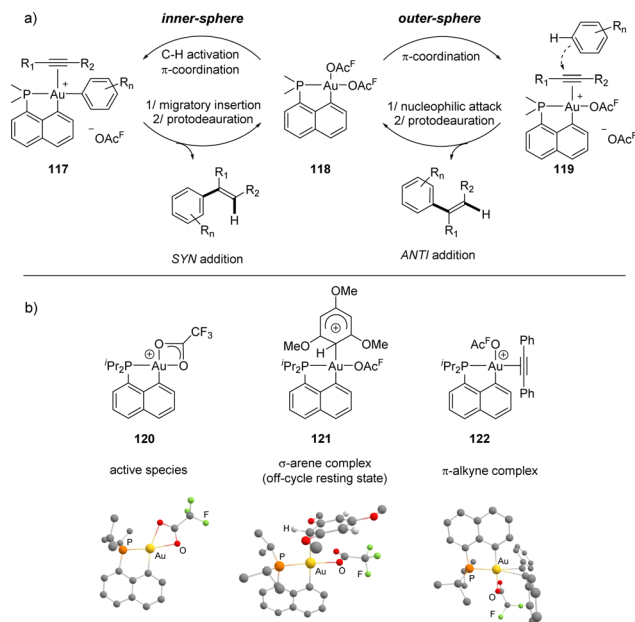 a)
inner-sphere
outer-sphere
R1
R2
C-H activation
π-coordination
1/ migratory insertion
2/ protodeauration
P
Au
+
Rn
−OAcF
117
OAcF
P
Au
OAcF
118
π-coordination
1/ nucleophilic attack
2/ protodeauration
H
Rn
R1
R2
P
Au
+
OAcF
−OAcF
119
R1
R2
H
Rn
SYN addition
Rn
R2
H
R1
ANTI addition
b)
CF3
O
O
⊕
iPr2P
Au
120
active species
OMe
MeO
OMe
+
H
iPr2P
Au
OAcF
121
σ-arene complex
(off-cycle resting state)
AcFO
Ph
⊕
iPr2P
Au
Ph
122
π-alkyne complex
F
P
Au
O
H
P
Au
O
F
P
Au
O
F